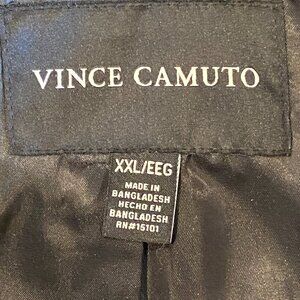 VINCE CAMUTO
XXL/EEG
MADE IN
BANGLADESH
HECHO EN
BANGLADESH
RN#15101